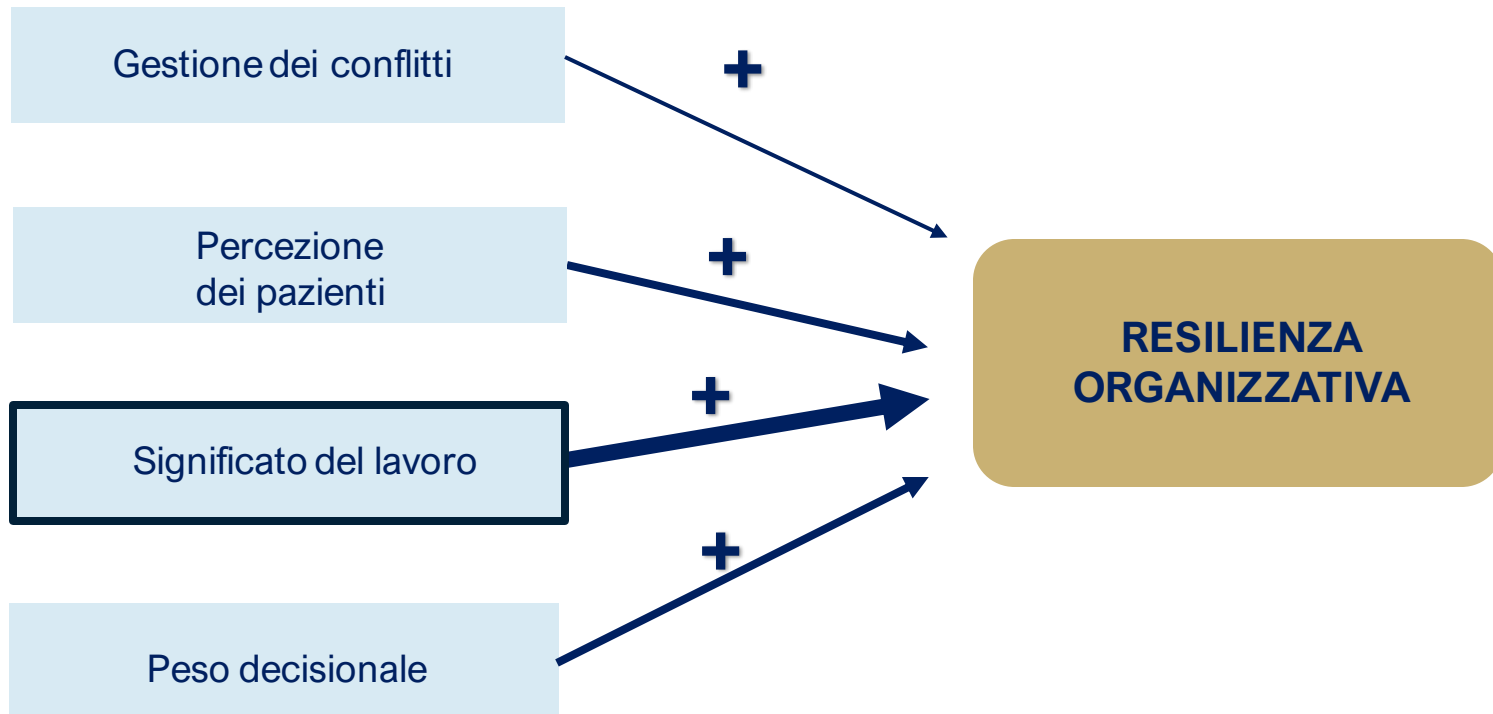 Gestione dei conflitti
+
Percezione
dei pazienti
+
Significato del lavoro
+
Peso decisionale
+
RESILIENZA
ORGANIZZATIVA